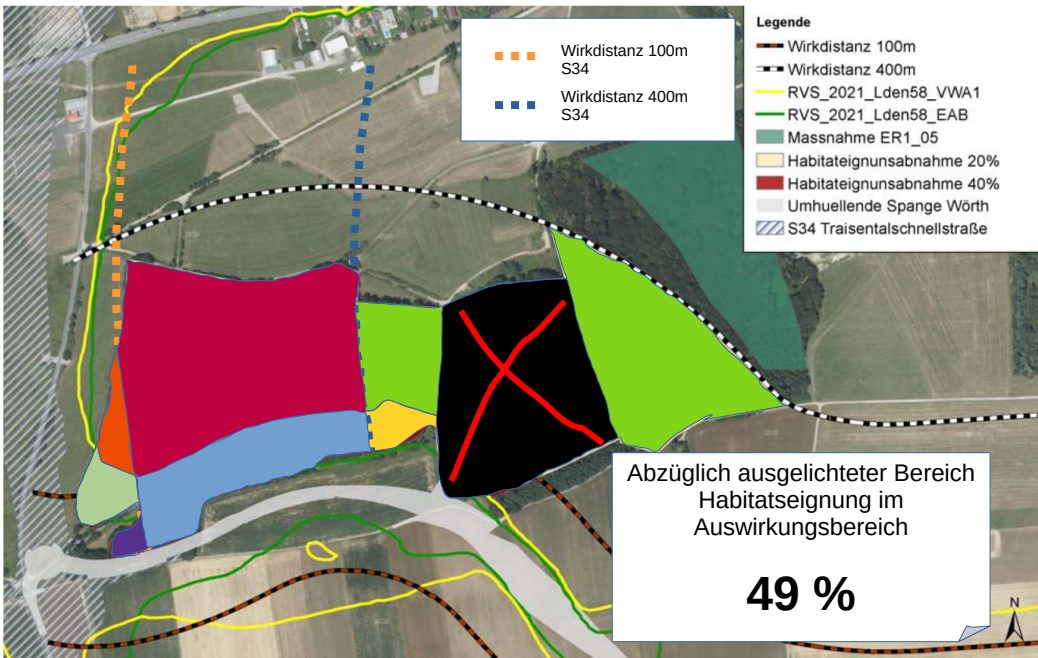 Wirkdistanz 100m
S34
Wirkdistanz 400m
S34
Legende
Wirkdistanz 100m
Wirkdistanz 400m
RVS_2021_Lden58_VWA1
RVS_2021_Lden58_EAB
Massnahme ER1_05
Habitateignunsabnahme 20%
Habitateignunsabnahme 40%
Umhuellende Spange Wörth
S34 Traisentalschnellstraße
Abzüglich ausgelichteter Bereich
Habitatseignung im
Auswirkungsbereich
49 %
N